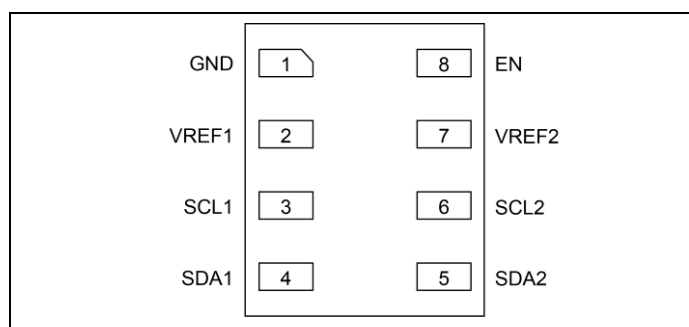 GND 1 8 EN
VREF1 2 7 VREF2
SCL1 3 6 SCL2
SDA1 4 5 SDA2